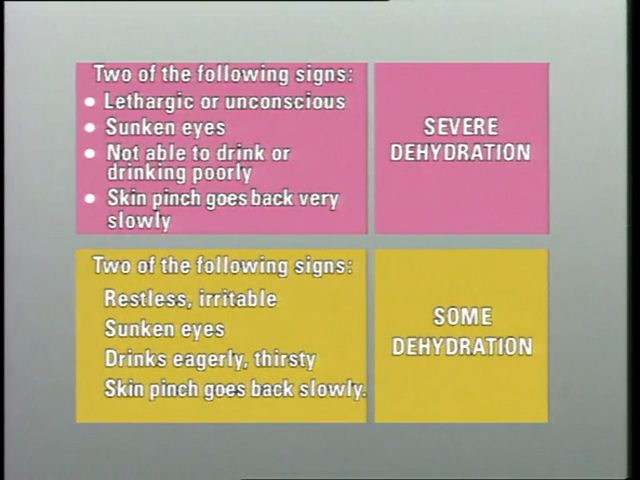 Two of the following signs:
• Lethargic or unconscious
• Sunken eyes
• Not able to drink or
drinking poorly
• Skin pinch goes back very
slowly
SEVERE
DEHYDRATION
Two of the following signs:
Restless, irritable
Sunken eyes
Drinks eagerly, thirsty
Skin pinch goes back slowly.
SOME
DEHYDRATION